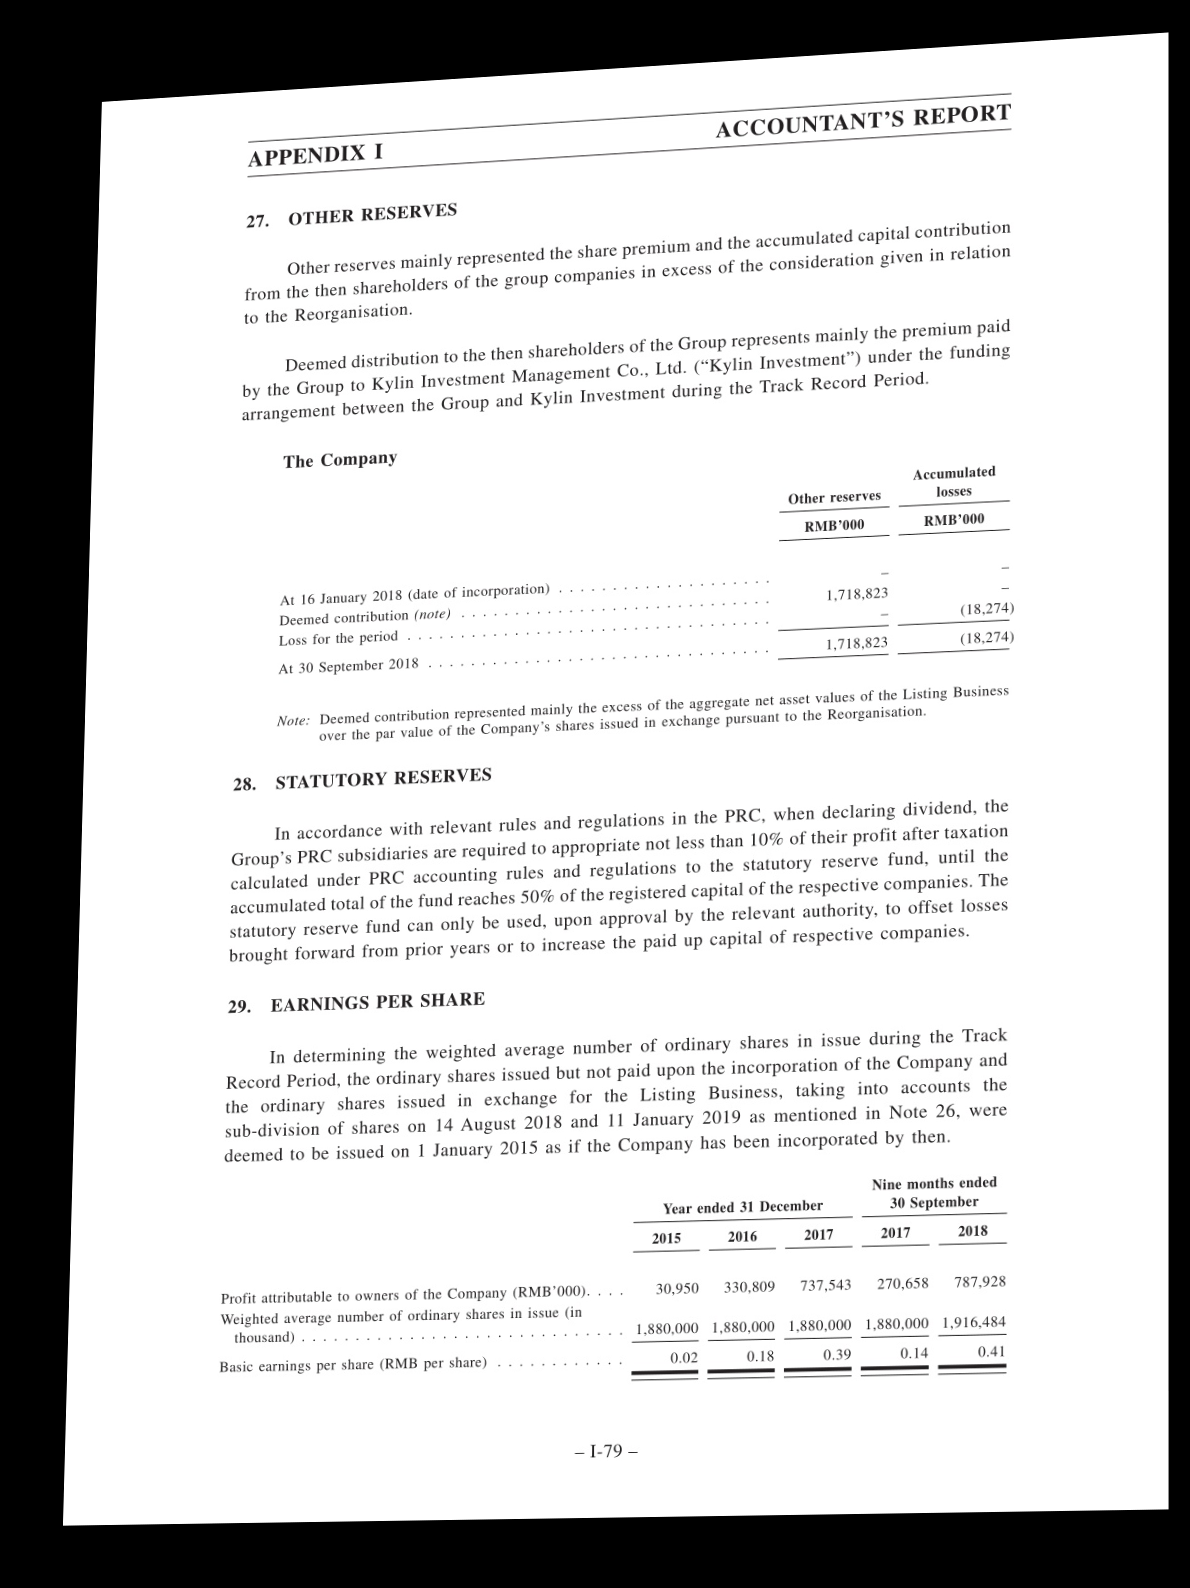 APPENDIX I ACCOUNTANT’S REPORT
27. OTHER RESERVES
Other reserves mainly represented the share premium and the accumulated capital contribution
from the then shareholders of the group companies in excess of the consideration given in relation
to the Reorganisation.
Deemed distribution to the then shareholders of the Group represents mainly the premium paid
by the Group to Kylin Investment Management Co., Ltd. (“Kylin Investment”) under the funding
arrangement between the Group and Kylin Investment during the Track Record Period.
The Company
Accumulated
Other reserves losses
RMB’000 RMB’000
At 16 January 2018 (date of incorporation) . . . . . . . . . . . . . . . . . . . . – –
Deemed contribution (note) . . . . . . . . . . . . . . . . . . . . . . . . . . . . . 1,718,823 –
Loss for the period . . . . . . . . . . . . . . . . . . . . . . . . . . . . . . . . . . – (18,274)
At 30 September 2018 . . . . . . . . . . . . . . . . . . . . . . . . . . . . . . . . 1,718,823 (18,274)
Note: Deemed contribution represented mainly the excess of the aggregate net asset values of the Listing Business
over the par value of the Company’s shares issued in exchange pursuant to the Reorganisation.
28. STATUTORY RESERVES
In accordance with relevant rules and regulations in the PRC, when declaring dividend, the
Group’s PRC subsidiaries are required to appropriate not less than 10% of their profit after taxation
calculated under PRC accounting rules and regulations to the statutory reserve fund, until the
accumulated total of the fund reaches 50% of the registered capital of the respective companies. The
statutory reserve fund can only be used, upon approval by the relevant authority, to offset losses
brought forward from prior years or to increase the paid up capital of respective companies.
29. EARNINGS PER SHARE
In determining the weighted average number of ordinary shares in issue during the Track
Record Period, the ordinary shares issued but not paid upon the incorporation of the Company and
the ordinary shares issued in exchange for the Listing Business, taking into accounts the
sub-division of shares on 14 August 2018 and 11 January 2019 as mentioned in Note 26, were
deemed to be issued on 1 January 2015 as if the Company has been incorporated by then.
Nine months ended
Year ended 31 December 30 September
2015 2016 2017 2017 2018
Profit attributable to owners of the Company (RMB’000). . . . 30,950 330,809 737,543 270,658 787,928
Weighted average number of ordinary shares in issue (in
thousand) . . . . . . . . . . . . . . . . . . . . . . . . . . . . . . 1,880,000 1,880,000 1,880,000 1,880,000 1,916,484
Basic earnings per share (RMB per share) . . . . . . . . . . . . 0.02 0.18 0.39 0.14 0.41
– I-79 –